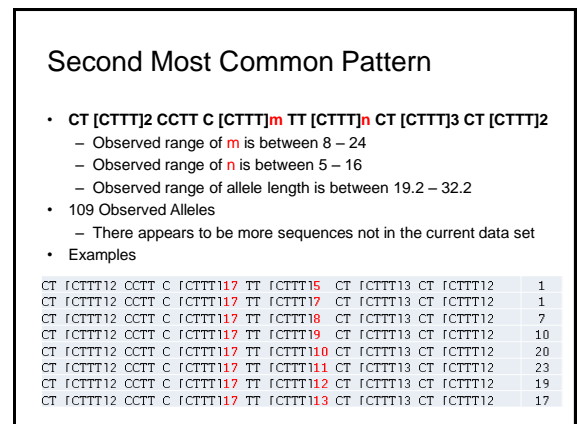 Second Most Common Pattern
• CT [CTTT]2 CCTT C [CTTT]m TT [CTTT]n CT [CTTT]3 CT [CTTT]2
– Observed range of m is between 8 – 24
– Observed range of n is between 5 – 16
– Observed range of allele length is between 19.2 – 32.2
• 109 Observed Alleles
– There appears to be more sequences not in the current data set
• Examples
CT [CTTT]2 CCTT C [CTTT]17 TT [CTTT]5 CT [CTTT]3 CT [CTTT]2 1
CT [CTTT]2 CCTT C [CTTT]17 TT [CTTT]7 CT [CTTT]3 CT [CTTT]2 1
CT [CTTT]2 CCTT C [CTTT]17 TT [CTTT]8 CT [CTTT]3 CT [CTTT]2 7
CT [CTTT]2 CCTT C [CTTT]17 TT [CTTT]9 CT [CTTT]3 CT [CTTT]2 10
CT [CTTT]2 CCTT C [CTTT]17 TT [CTTT]10 CT [CTTT]3 CT [CTTT]2 20
CT [CTTT]2 CCTT C [CTTT]17 TT [CTTT]11 CT [CTTT]3 CT [CTTT]2 23
CT [CTTT]2 CCTT C [CTTT]17 TT [CTTT]12 CT [CTTT]3 CT [CTTT]2 19
CT [CTTT]2 CCTT C [CTTT]17 TT [CTTT]13 CT [CTTT]3 CT [CTTT]2 17